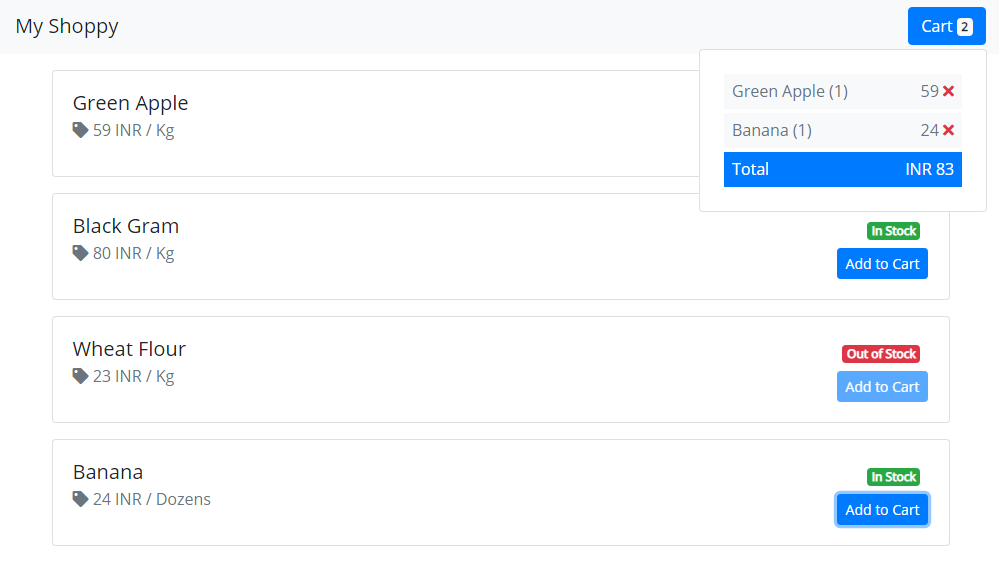 My Shoppy
Cart 2
Green Apple (1) 59
Banana (1) 24
Total INR 83
Green Apple
59 INR / Kg
Black Gram
80 INR / Kg
In Stock
Add to Cart
Wheat Flour
23 INR / Kg
Out of Stock
Add to Cart
Banana
24 INR / Dozens
In Stock
Add to Cart